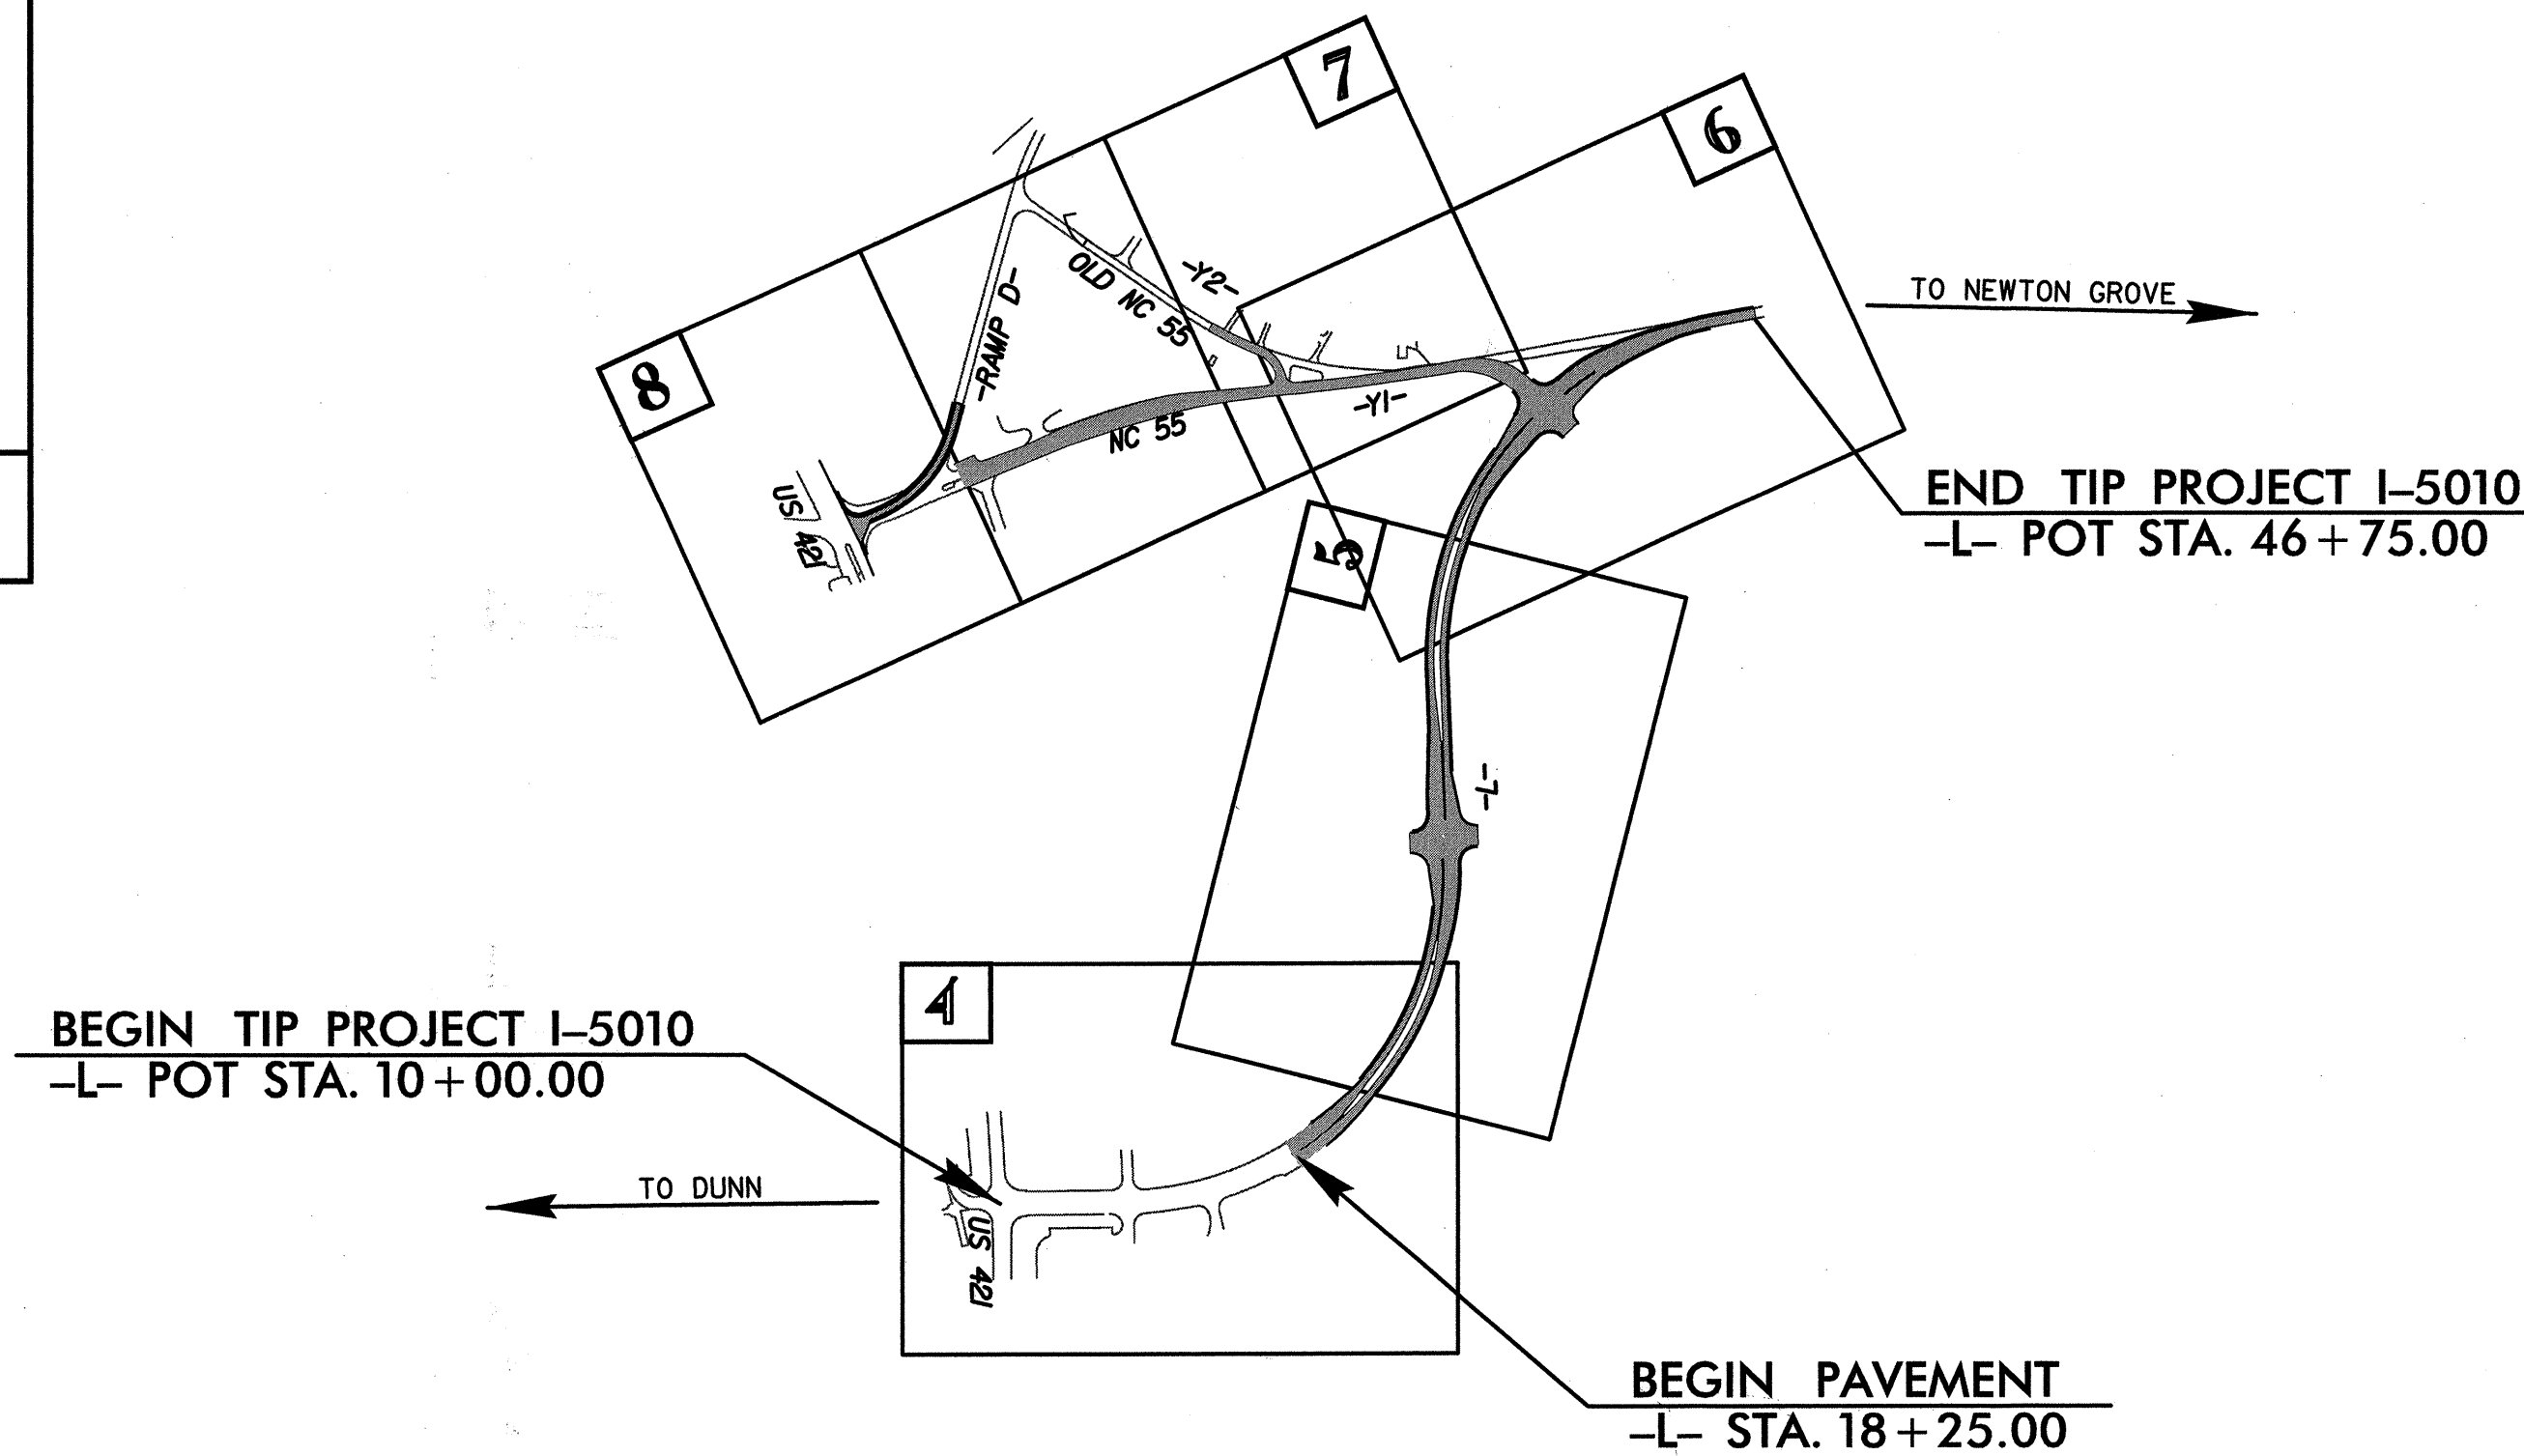 7
6
TO NEWTON GROVE
-Y2-
OLD NC 55
-RAMP D-
8
-Y1-
NC 55
END TIP PROJECT I–5010
–L– POT STA. 46+75.00
US 421
5
-L-
4
BEGIN TIP PROJECT I–5010
–L– POT STA. 10+00.00
TO DUNN
US 421
BEGIN PAVEMENT
–L– STA. 18+25.00